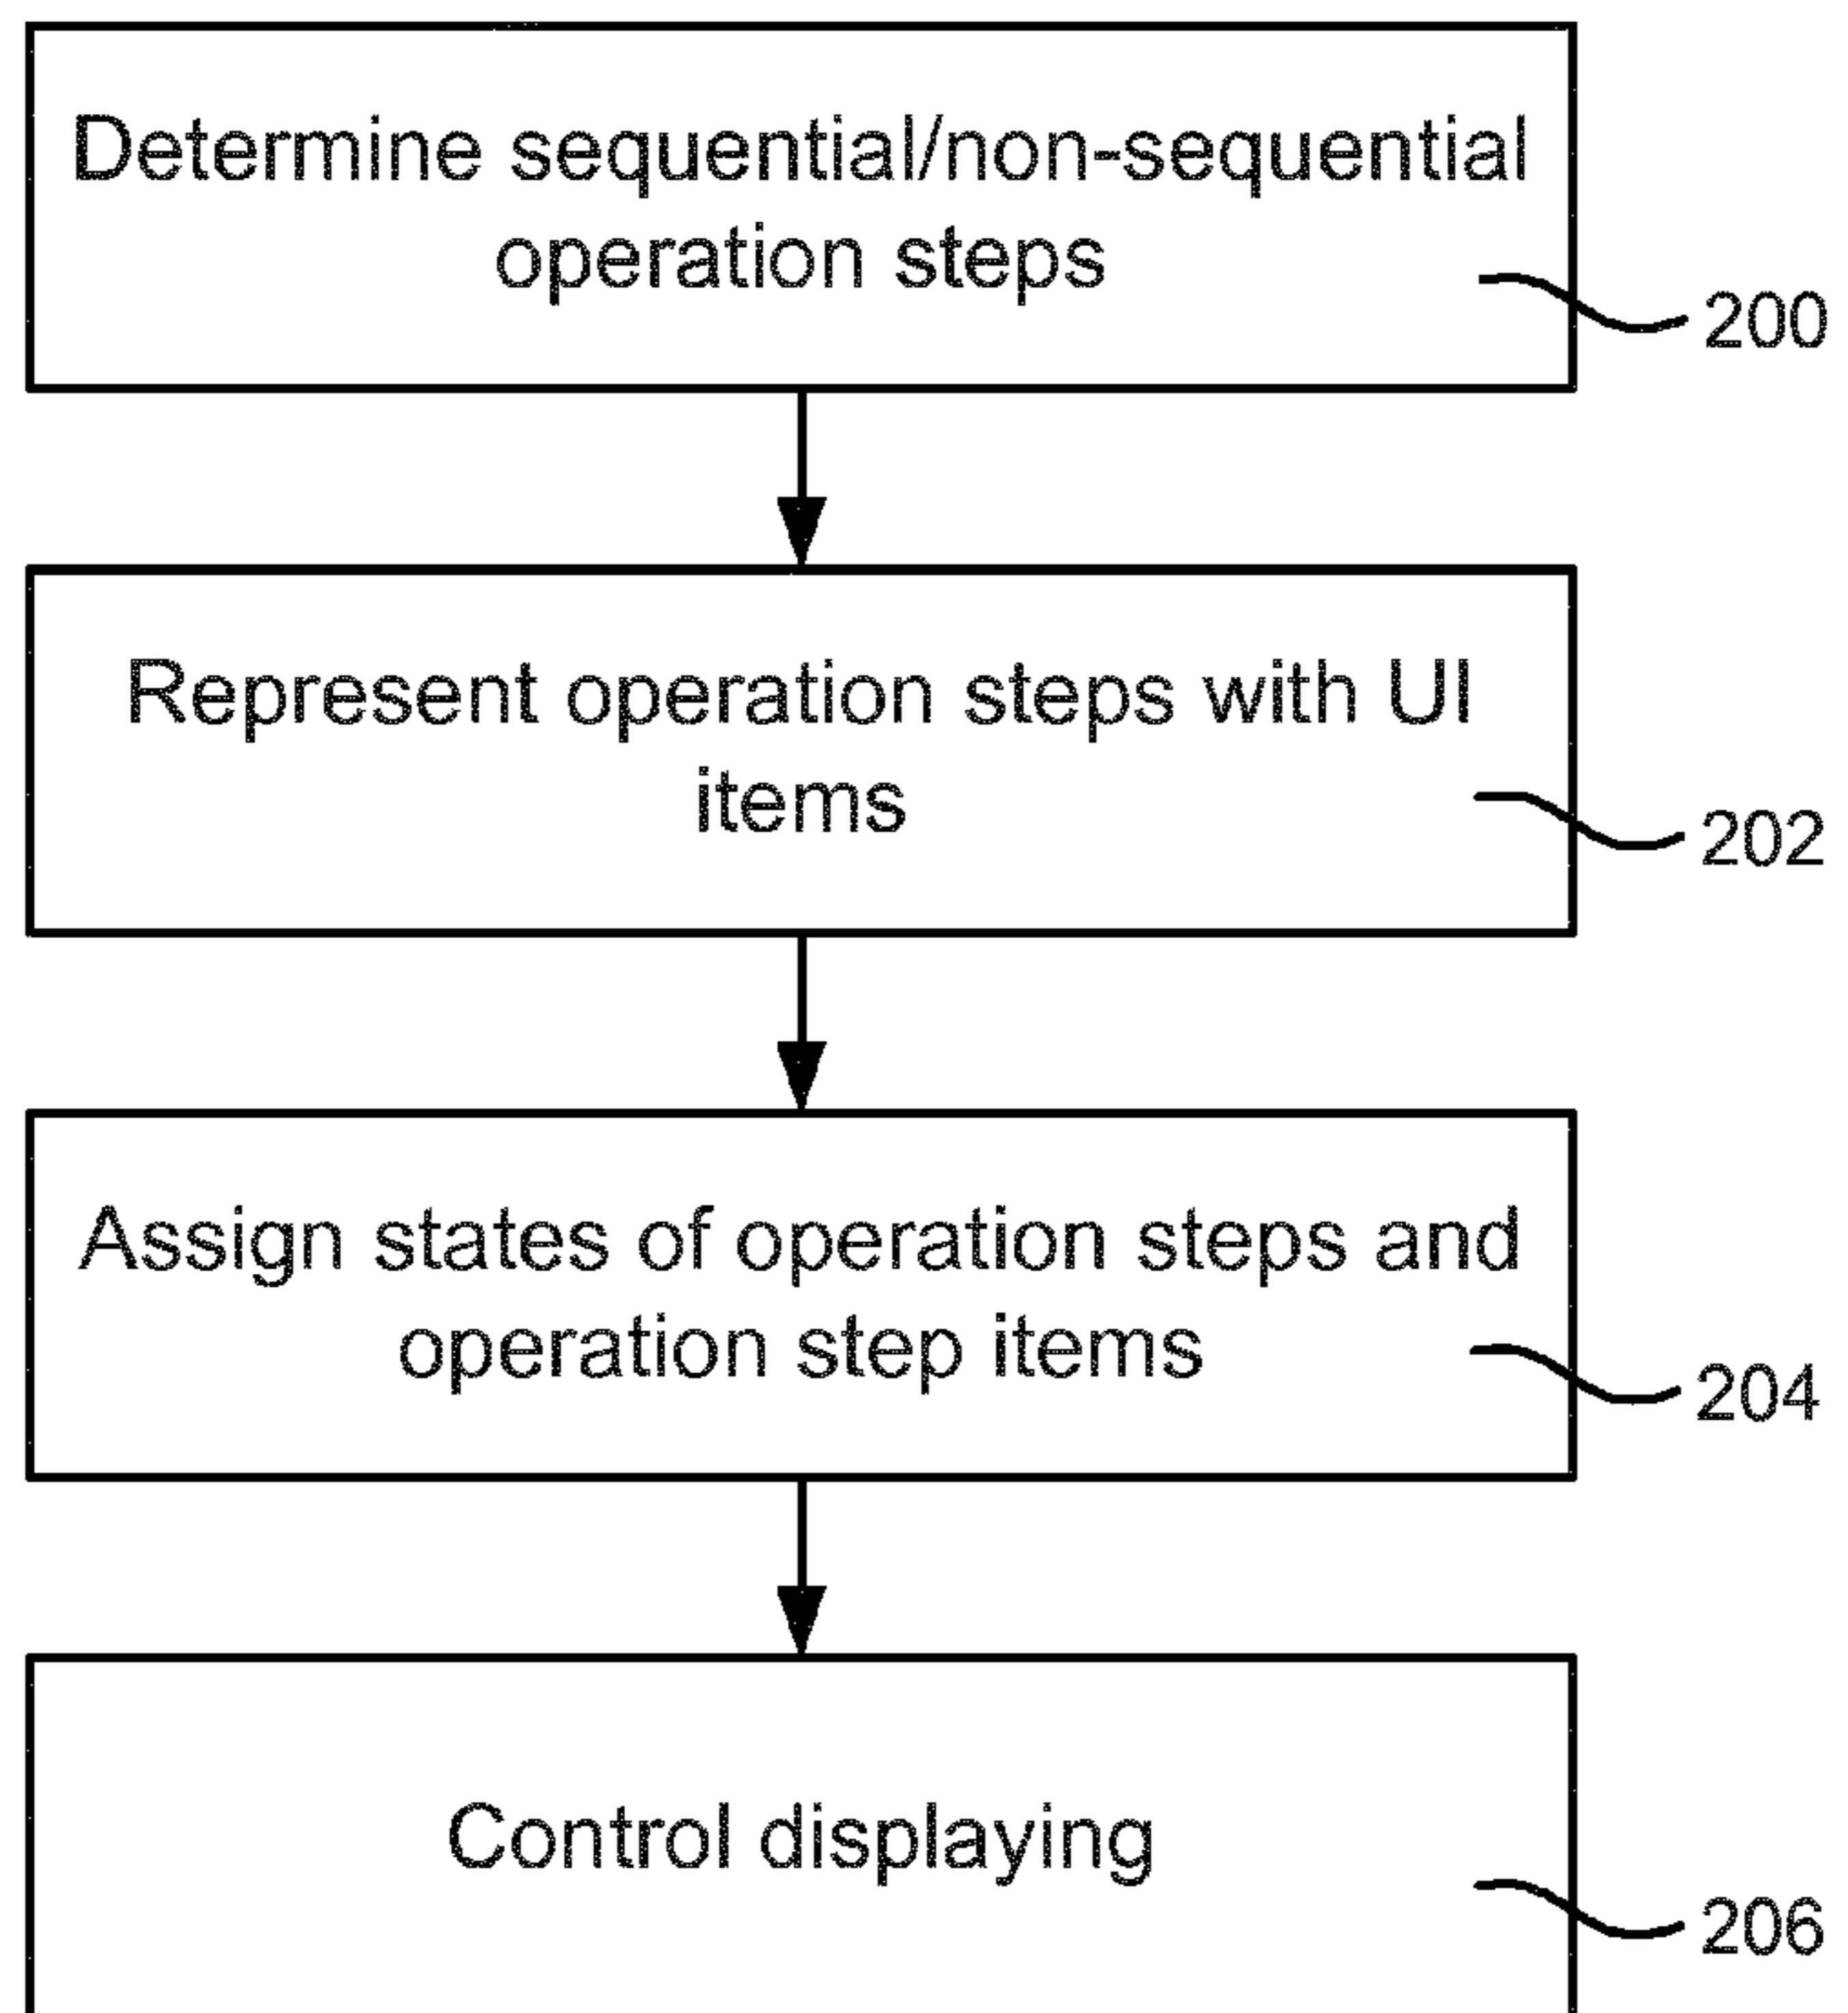 Determine sequential/non-sequential
operation steps
200
Represent operation steps with UI
items
202
Assign states of operation steps and
operation step items
204
Control displaying
206